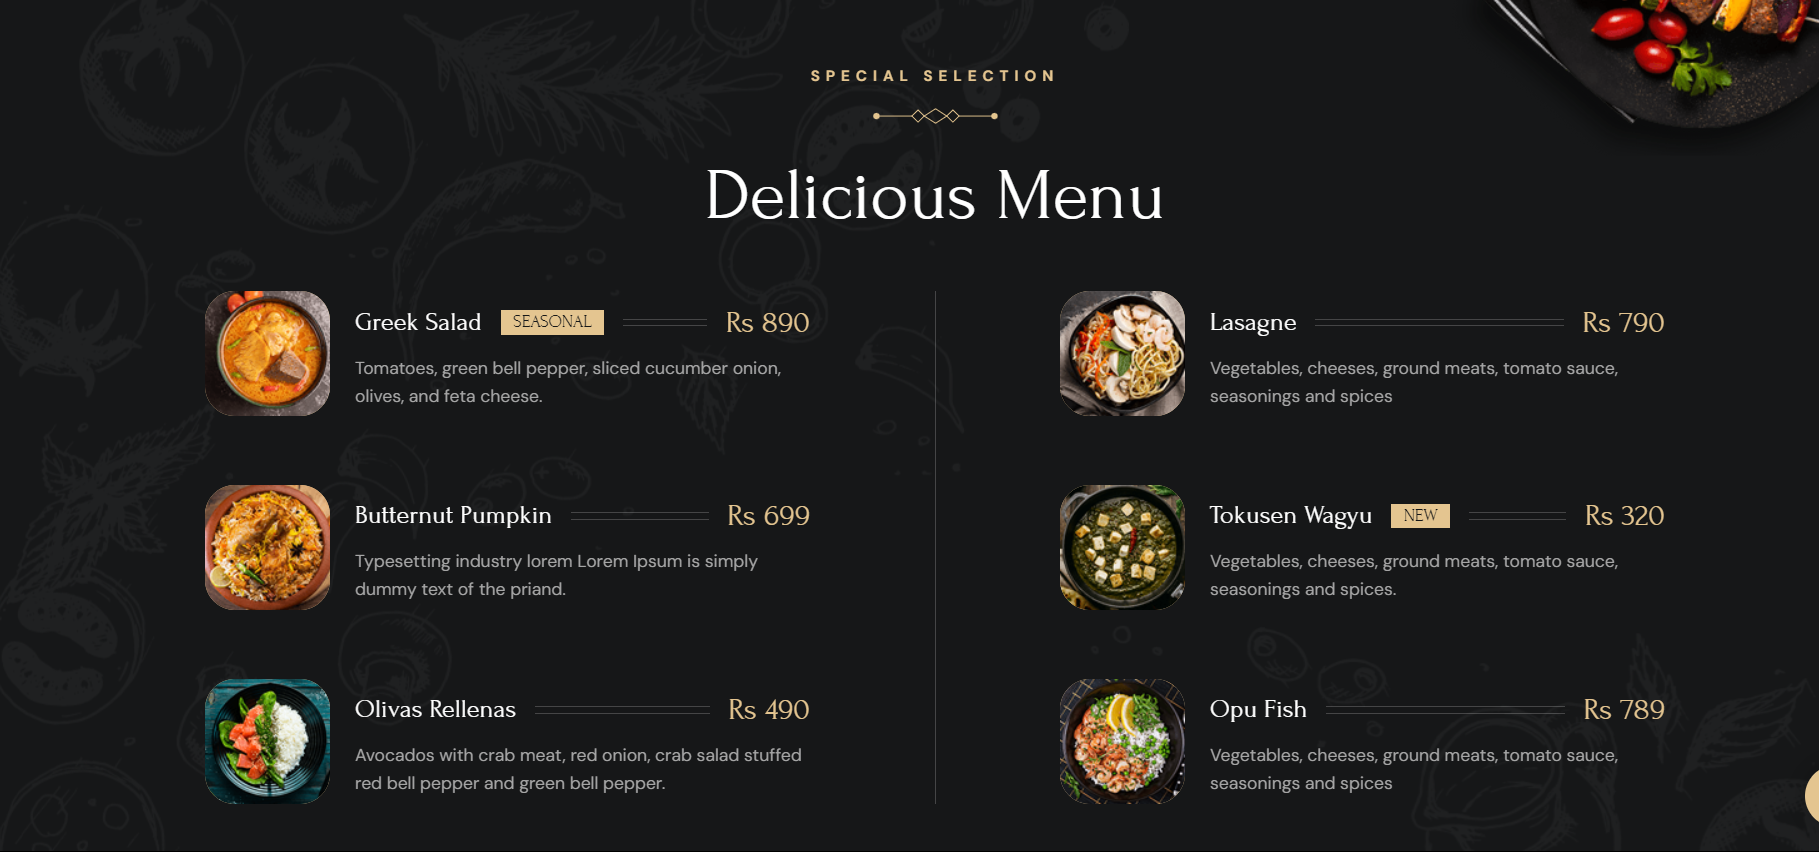 SPECIAL SELECTION
Delicious Menu
Greek Salad SEASONAL Rs 890
Tomatoes, green bell pepper, sliced cucumber onion,
olives, and feta cheese.
Butternut Pumpkin Rs 699
Typesetting industry lorem Lorem Ipsum is simply
dummy text of the priand.
Olivas Rellenas Rs 490
Avocados with crab meat, red onion, crab salad stuffed
red bell pepper and green bell pepper.
Lasagne Rs 790
Vegetables, cheeses, ground meats, tomato sauce,
seasonings and spices
Tokusen Wagyu NEW Rs 320
Vegetables, cheeses, ground meats, tomato sauce,
seasonings and spices.
Opu Fish Rs 789
Vegetables, cheeses, ground meats, tomato sauce,
seasonings and spices